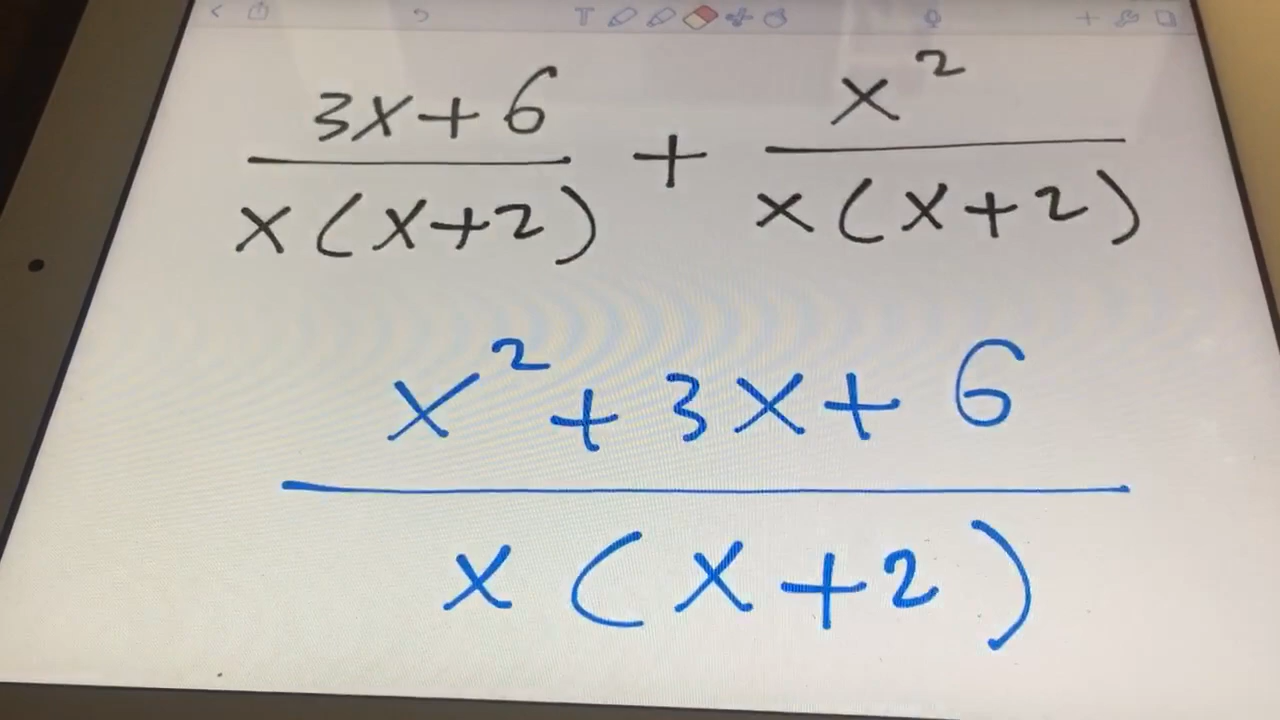 3x+6 + x²
x(x+2) x(x+2)
x²+3x+6
x(x+2)